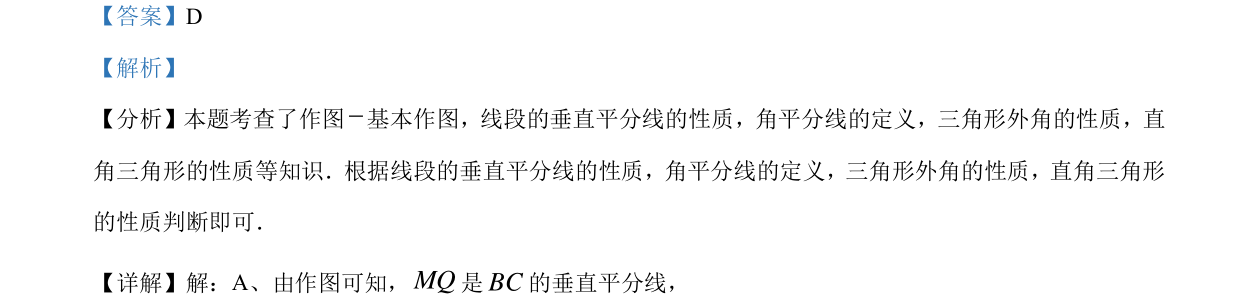 【答案】D
【解析】
【分析】本题考查了作图－基本作图，线段的垂直平分线的性质，角平分线的定义，三角形外角的性质，直
角三角形的性质等知识．根据线段的垂直平分线的性质，角平分线的定义，三角形外角的性质，直角三角形
的性质判断即可．
【详解】解：A、由作图可知，MQ是BC的垂直平分线，